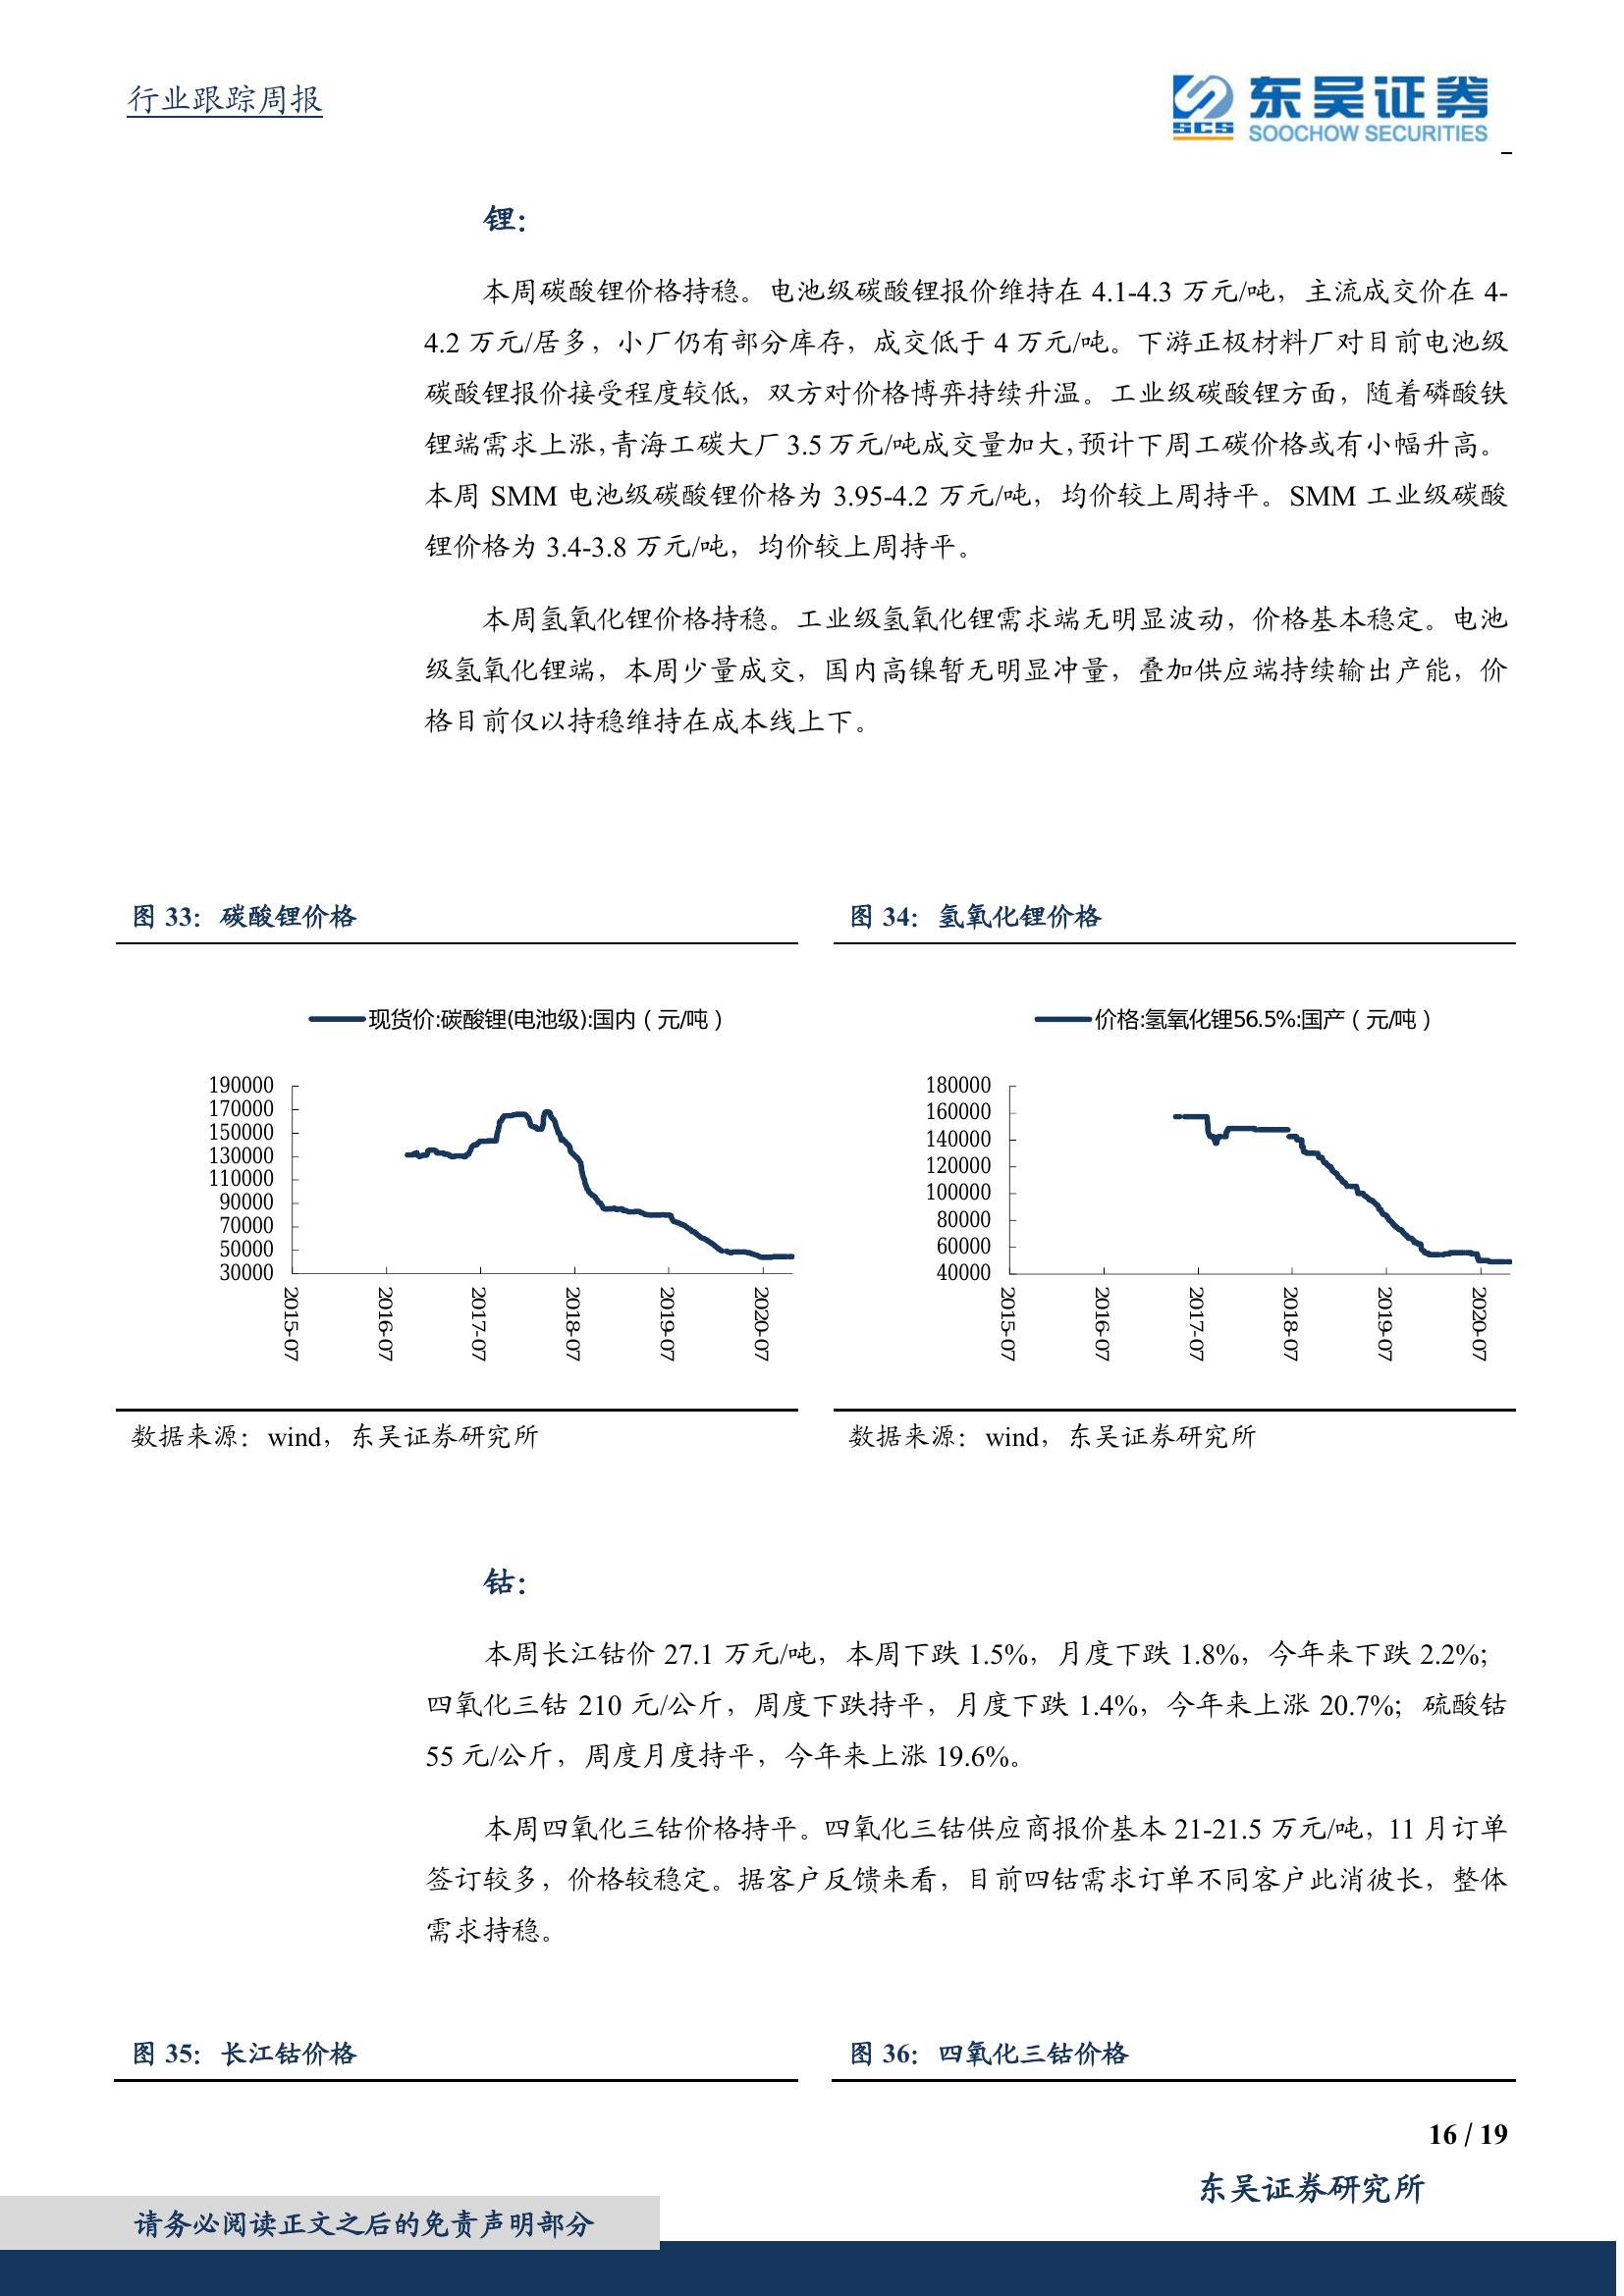 行业跟踪周报
SCS
东吴证券
SOOCHOW SECURITIES
锂：
本周碳酸锂价格持稳。电池级碳酸锂报价维持在 4.1-4.3 万元/吨，主流成交价在 4-
4.2 万元/居多，小厂仍有部分库存，成交低于 4 万元/吨。下游正极材料厂对目前电池级
碳酸锂报价接受程度较低，双方对价格博弈持续升温。工业级碳酸锂方面，随着磷酸铁
锂端需求上涨，青海工碳大厂 3.5 万元/吨成交量加大，预计下周工碳价格或有小幅升高。
本周 SMM 电池级碳酸锂价格为 3.95-4.2 万元/吨，均价较上周持平。SMM 工业级碳酸
锂价格为 3.4-3.8 万元/吨，均价较上周持平。
本周氢氧化锂价格持稳。工业级氢氧化锂需求端无明显波动，价格基本稳定。电池
级氢氧化锂端，本周少量成交，国内高镍暂无明显冲量，叠加供应端持续输出产能，价
格目前仅以持稳维持在成本线上下。
图 33：碳酸锂价格
现货价:碳酸锂(电池级):国内（元/吨）
190000
170000
150000
130000
110000
90000
70000
50000
30000
2015-07
2016-07
2017-07
2018-07
2019-07
2020-07
数据来源：wind，东吴证券研究所
图 34：氢氧化锂价格
价格:氢氧化锂56.5%:国产（元/吨）
180000
160000
140000
120000
100000
80000
60000
40000
2015-07
2016-07
2017-07
2018-07
2019-07
2020-07
数据来源：wind，东吴证券研究所
钴：
本周长江钴价 27.1 万元/吨，本周下跌 1.5%，月度下跌 1.8%，今年来下跌 2.2%；
四氧化三钴 210 元/公斤，周度下跌持平，月度下跌 1.4%，今年来上涨 20.7%；硫酸钴
55 元/公斤，周度月度持平，今年来上涨 19.6%。
本周四氧化三钴价格持平。四氧化三钴供应商报价基本 21-21.5 万元/吨，11 月订单
签订较多，价格较稳定。据客户反馈来看，目前四钴需求订单不同客户此消彼长，整体
需求持稳。
图 35：长江钴价格
图 36：四氧化三钴价格
16 / 19
东吴证券研究所
请务必阅读正文之后的免责声明部分